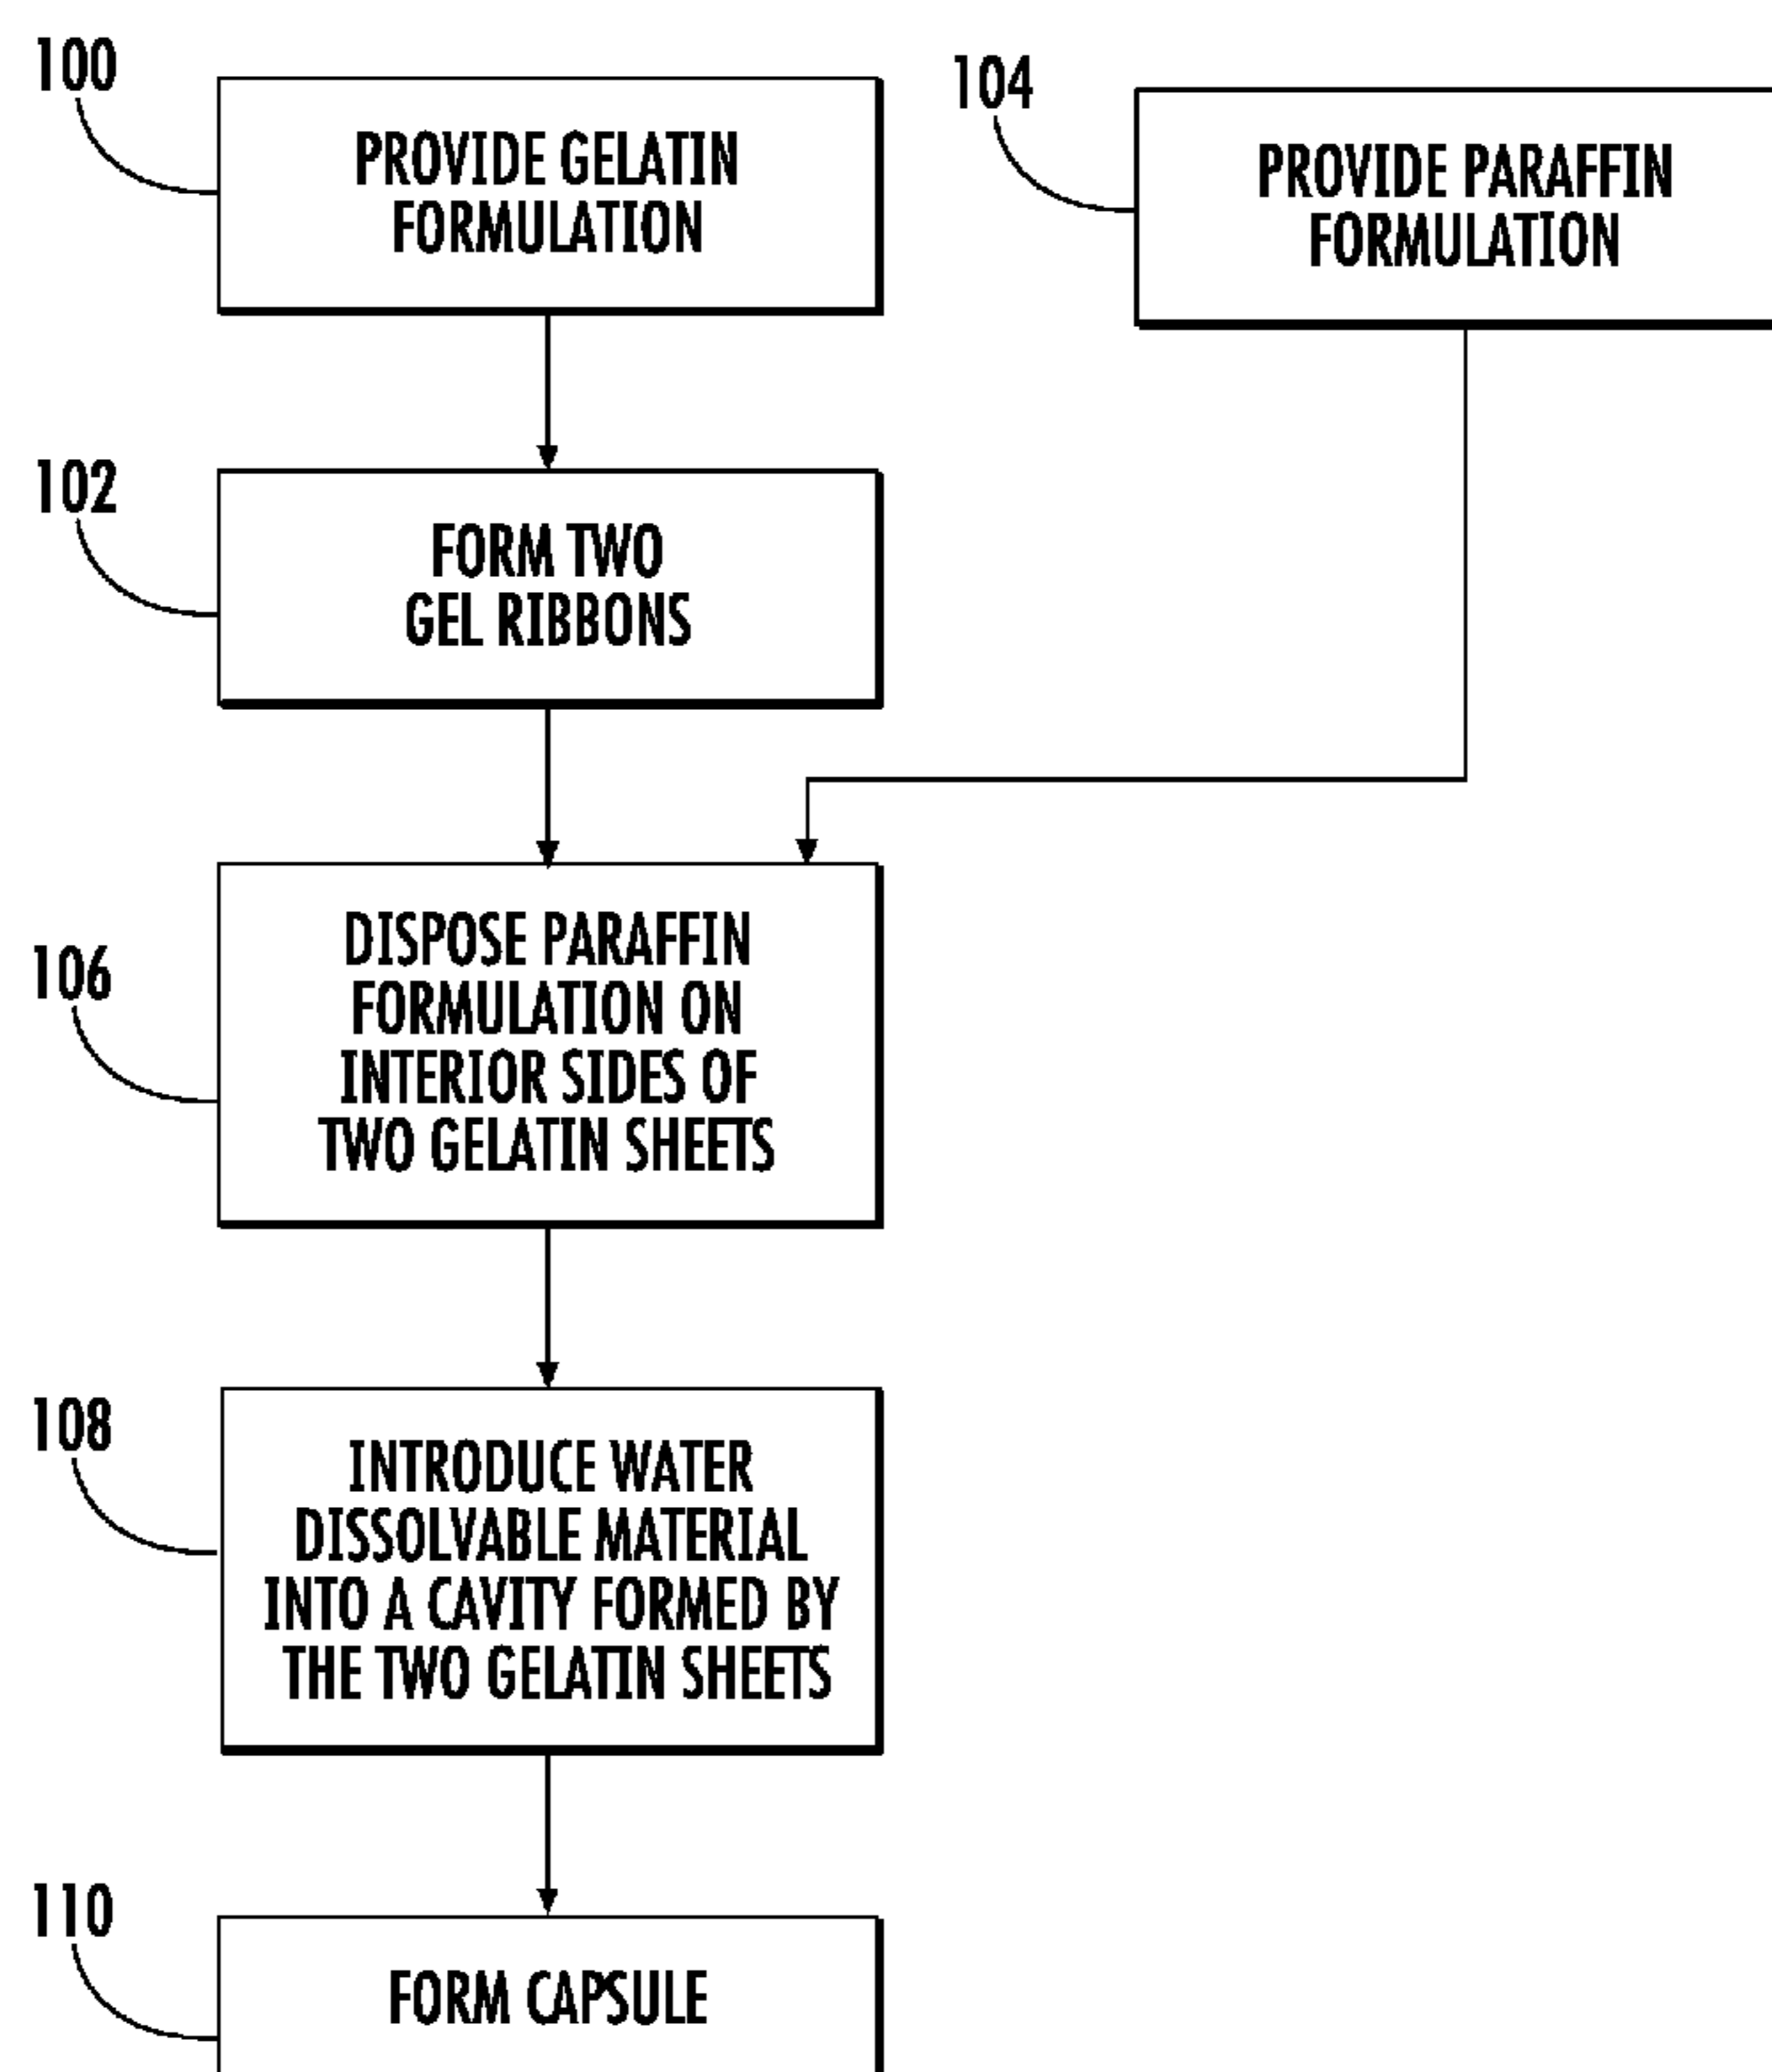 100
PROVIDE GELATIN
FORMULATION
104
PROVIDE PARAFFIN
FORMULATION
102
FORM TWO
GEL RIBBONS
106
DISPOSE PARAFFIN
FORMULATION ON
INTERIOR SIDES OF
TWO GELATIN SHEETS
108
INTRODUCE WATER
DISSOLVABLE MATERIAL
INTO A CAVITY FORMED BY
THE TWO GELATIN SHEETS
110
FORM CAPSULE